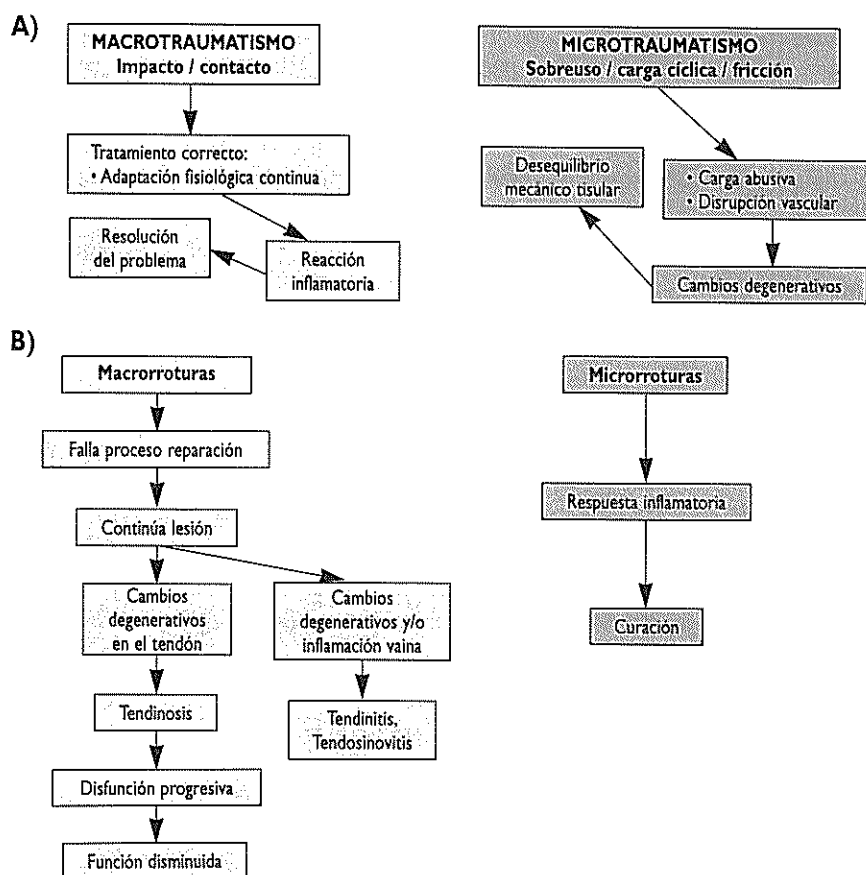 A)
MACROTRAUMATISMO
Impacto / contacto
Tratamiento correcto:
• Adaptación fisiológica continua
Resolución
del problema
Reacción
inflamatoria
MICROTRAUMATISMO
Sobreuso / carga cíclica / fricción
Desequilibrio
mecánico tisular
• Carga abusiva
• Disrupción vascular
Cambios degenerativos
B)
Macrorroturas
Falla proceso reparación
Continúa lesión
Cambios
degenerativos
en el tendón
Cambios
degenerativos y/o
inflamación vaina
Tendinosis
Tendinitis,
Tendosinovitis
Disfunción progresiva
Función disminuida
Microrroturas
Respuesta inflamatoria
Curación